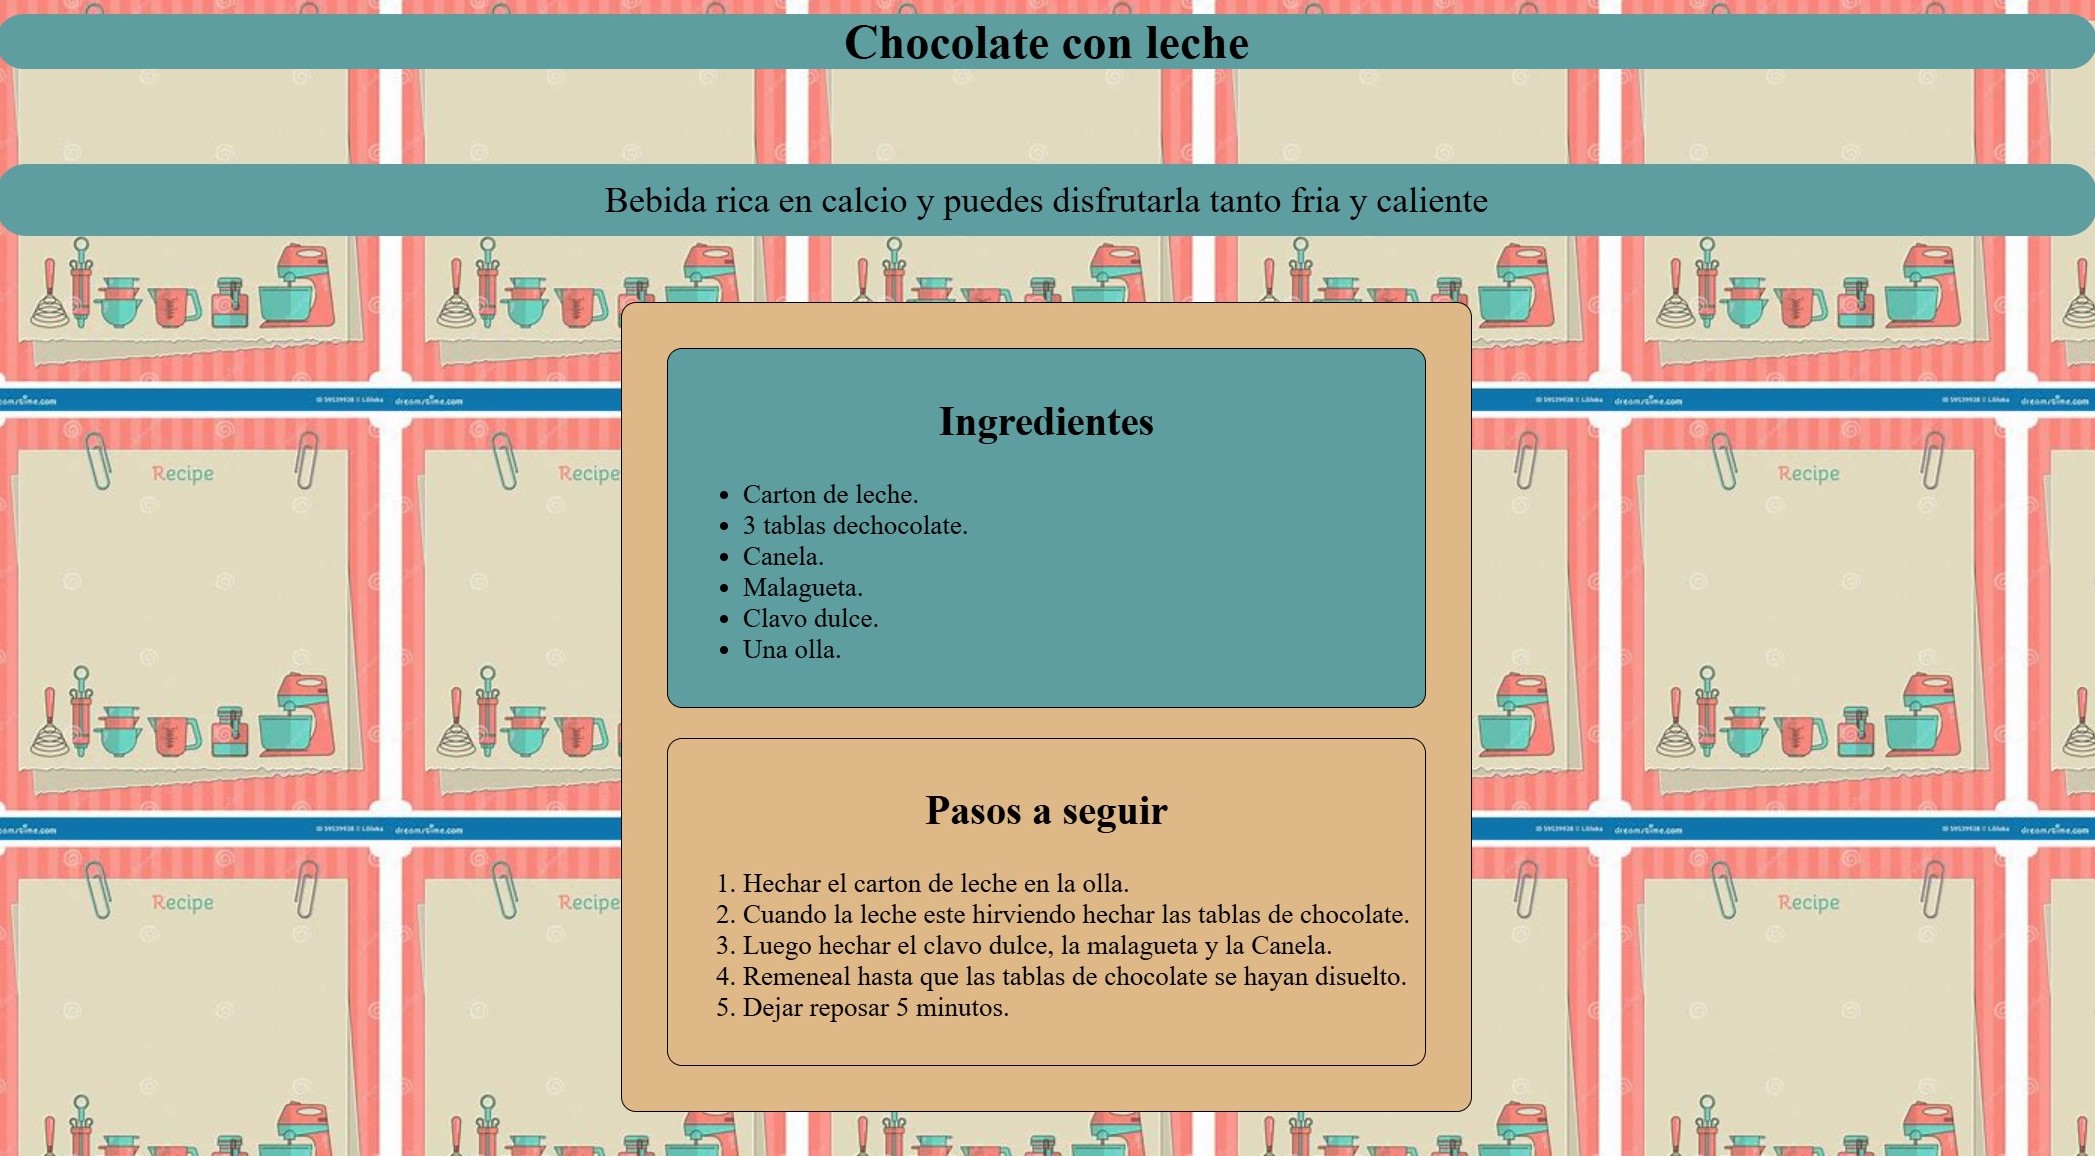 Chocolate con leche
Bebida rica en calcio y puedes disfrutarla tanto fria y caliente
dreamstime.com
dreamstime.com
dreamstime.com
Ingredientes
Recipe
Recipe
Recipe
• Carton de leche.
• 3 tablas dechocolate.
• Canela.
• Malagueta.
• Clavo dulce.
• Una olla.
Pasos a seguir
dreamstime.com
dreamstime.com
dreamstime.com
Recipe
Recipe
Recipe
1. Hechar el carton de leche en la olla.
2. Cuando la leche este hirviendo hechar las tablas de chocolate.
3. Luego hechar el clavo dulce, la malagueta y la Canela.
4. Remeneal hasta que las tablas de chocolate se hayan disuelto.
5. Dejar reposar 5 minutos.